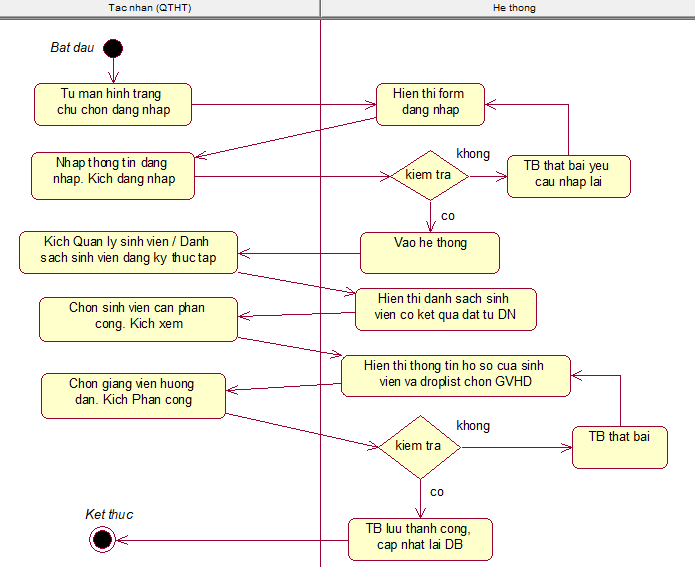 Tac nhan (QTHT)
He thong
Bat dau
Tu man hinh trang
chu chon dang nhap
Hien thi form
dang nhap
Nhap thong tin dang
nhap. Kich dang nhap
kiem tra
khong
TB that bai yeu
cau nhap lai
co
Vao he thong
Kich Quan ly sinh vien / Danh
sach sinh vien dang ky thuc tap
Hien thi danh sach sinh
vien co ket qua dat tu DN
Chon sinh vien can phan
cong. Kich xem
Hien thi thong tin ho so cua sinh
vien va droplist chon GVHD
Chon giang vien huong
dan. Kich Phan cong
kiem tra
khong
TB that bai
co
TB luu thanh cong,
cap nhat lai DB
Ket thuc